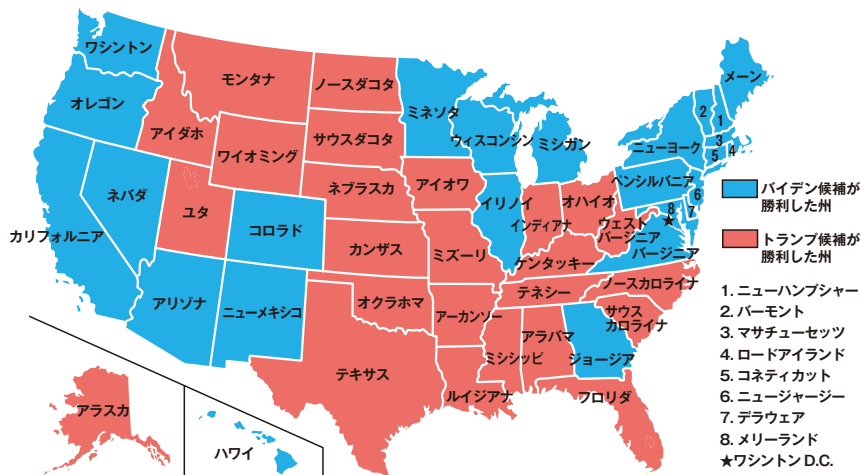 ワシントン
モンタナ
ノースダコタ
ミネソタ
メーン
オレゴン
アイダホ
サウスダコタ
ウィスコンシン
ミシガン
ニューヨーク
2
1
3
5
4
ワイオミング
ネブラスカ
アイオワ
ペンシルバニア
6
ネバダ
ユタ
コロラド
イリノイ
インディアナ
オハイオ
ウェスト
バージニア
8
★
7
バージニア
カリフォルニア
カンザス
ミズーリ
ケンタッキー
アリゾナ
ニューメキシコ
オクラホマ
アーカンソー
テネシー
ノースカロライナ
サウス
カロライナ
テキサス
ルイジアナ
ミシシッピ
アラバマ
ジョージア
フロリダ
アラスカ
ハワイ
バイデン候補が
勝利した州
トランプ候補が
勝利した州
1. ニューハンプシャー
2. バーモント
3. マサチューセッツ
4. ロードアイランド
5. コネティカット
6. ニュージャージー
7. デラウェア
8. メリーランド
★ワシントン D.C.